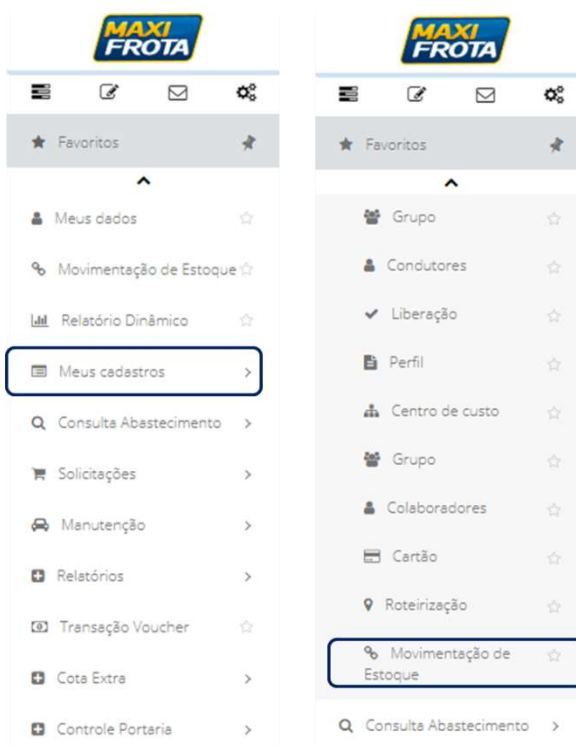 MAXI
FROTA
Favoritos
Meus dados
Movimentação de Estoque
Relatório Dinâmico
Meus cadastros
Consulta Abastecimento
Solicitações
Manutenção
Relatórios
Transação Voucher
Cota Extra
Controle Portaria
MAXI
FROTA
Favoritos
Grupo
Condutores
Liberação
Perfil
Centro de custo
Grupo
Colaboradores
Cartão
Roteirização
Movimentação de
Estoque
Consulta Abastecimento